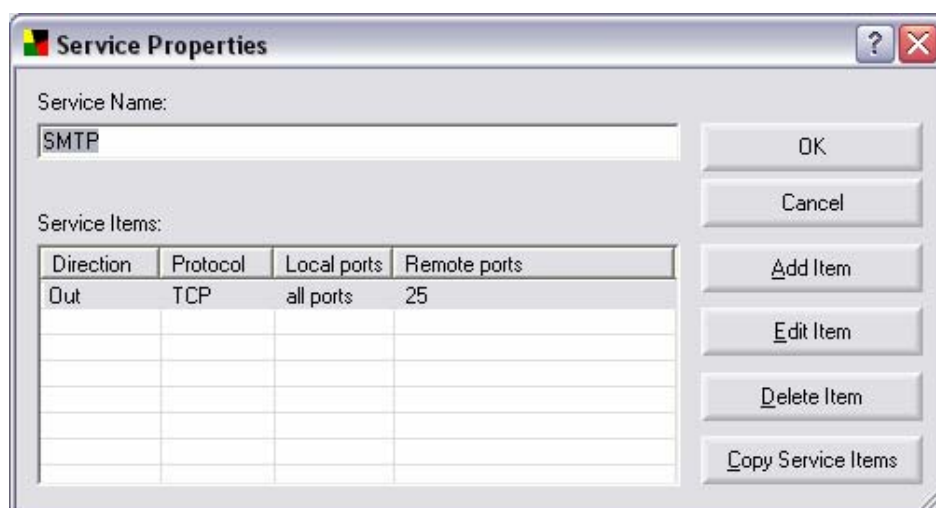 Service Properties
Service Name:
SMTP
OK
Cancel
Service Items:
Direction Protocol Local ports Remote ports
Out TCP all ports 25
Add Item
Edit Item
Delete Item
Copy Service Items